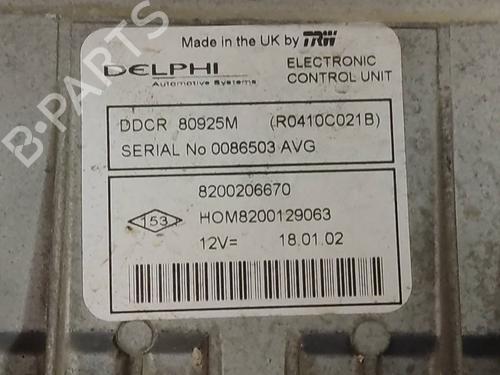 B-PARTS
Made in the UK by TRW
DELPHI
Automotive Systems
ELECTRONIC
CONTROL UNIT
DDCR 80925M (R0410C021B)
SERIAL No 0086503 AVG
8200206670
153
HOM8200129063
12V= 18.01.02